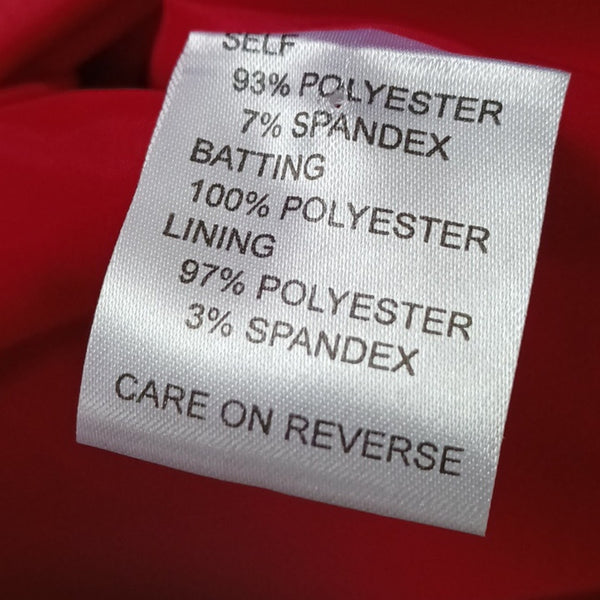 SELF
93% POLYESTER
7% SPANDEX
BATTING
100% POLYESTER
LINING
97% POLYESTER
3% SPANDEX
CARE ON REVERSE